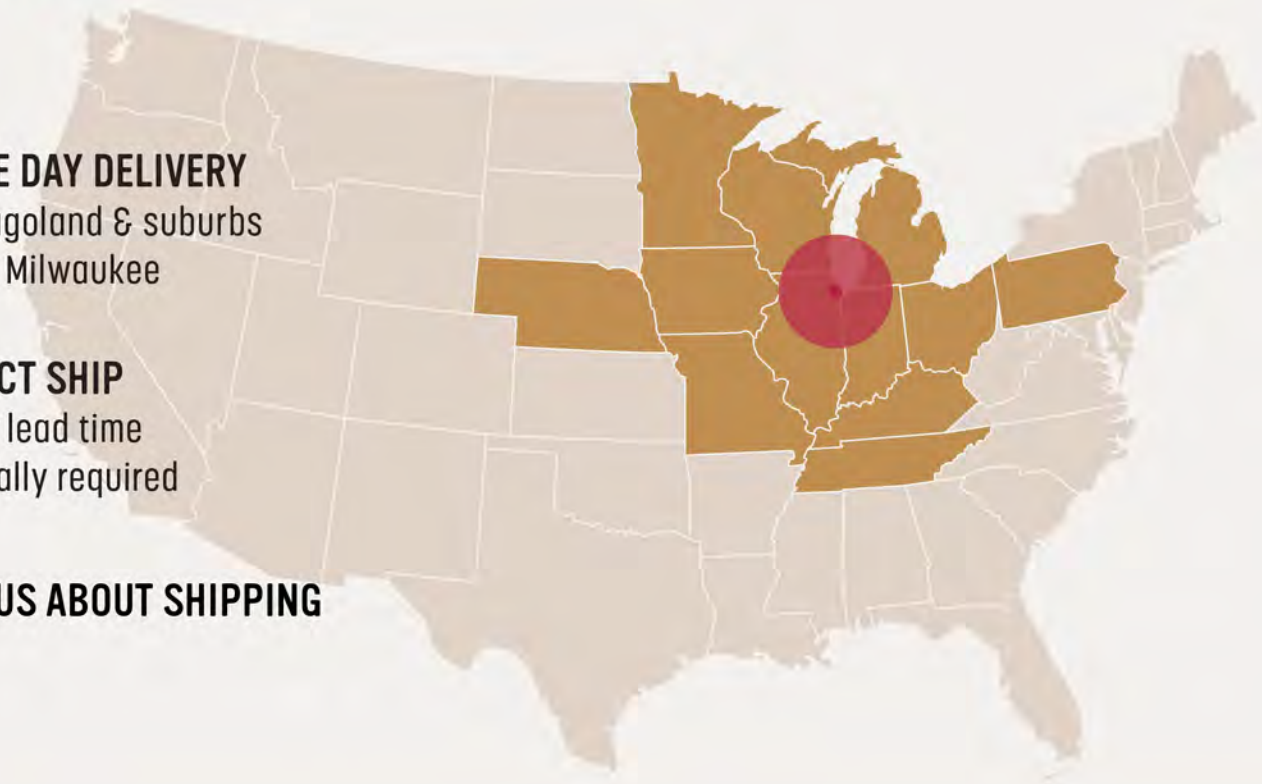 E DAY DELIVERY
goland & suburbs
Milwaukee
CT SHIP
lead time
ally required
US ABOUT SHIPPING